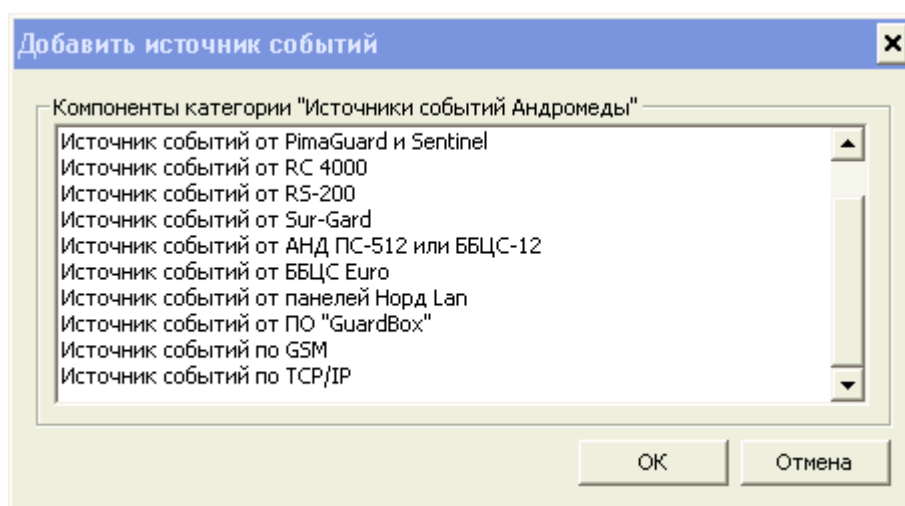 Добавить источник событий
Компоненты категории "Источники событий Андромеды"
Источник событий от PimaGuard и Sentinel
Источник событий от RC 4000
Источник событий от RS-200
Источник событий от Sur-Gard
Источник событий от АНД ПС-512 или ББЦС-12
Источник событий от ББЦС Euro
Источник событий от панелей Норд Lan
Источник событий от ПО "GuardBox"
Источник событий по GSM
Источник событий по TCP/IP
ОК Отмена